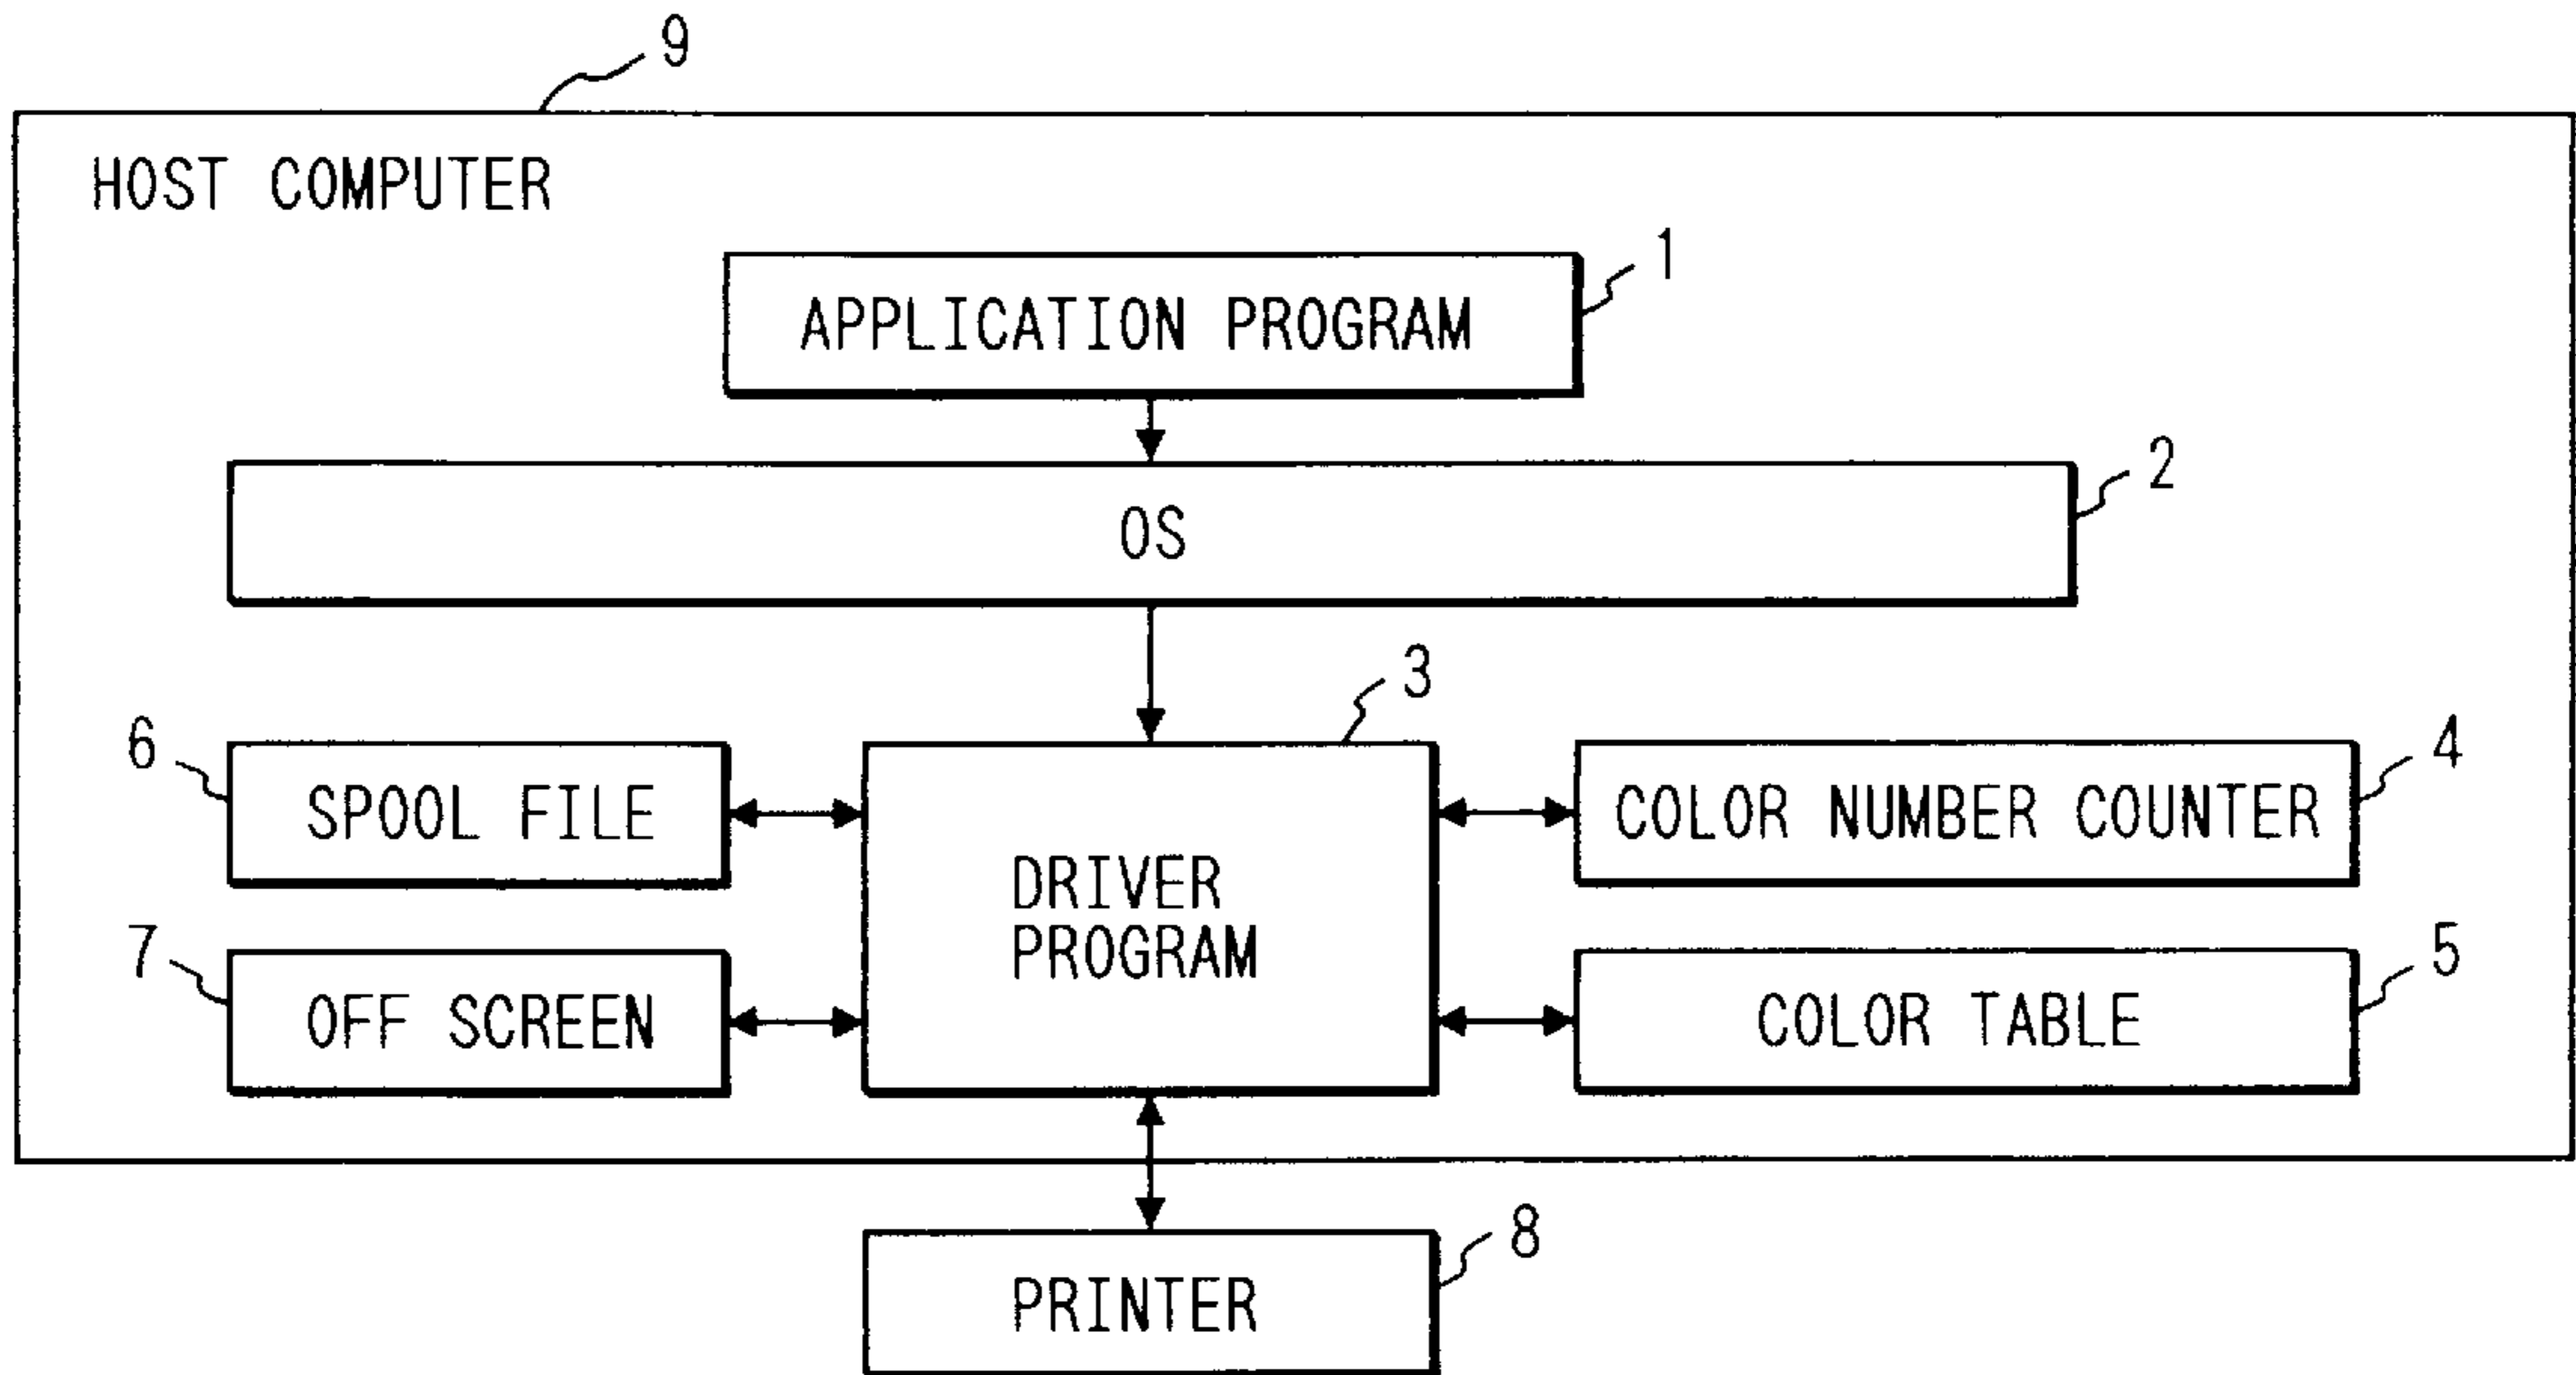 9
HOST COMPUTER
1
APPLICATION PROGRAM
2
OS
3
6
SPOOL FILE
4
COLOR NUMBER COUNTER
DRIVER
PROGRAM
7
OFF SCREEN
5
COLOR TABLE
8
PRINTER